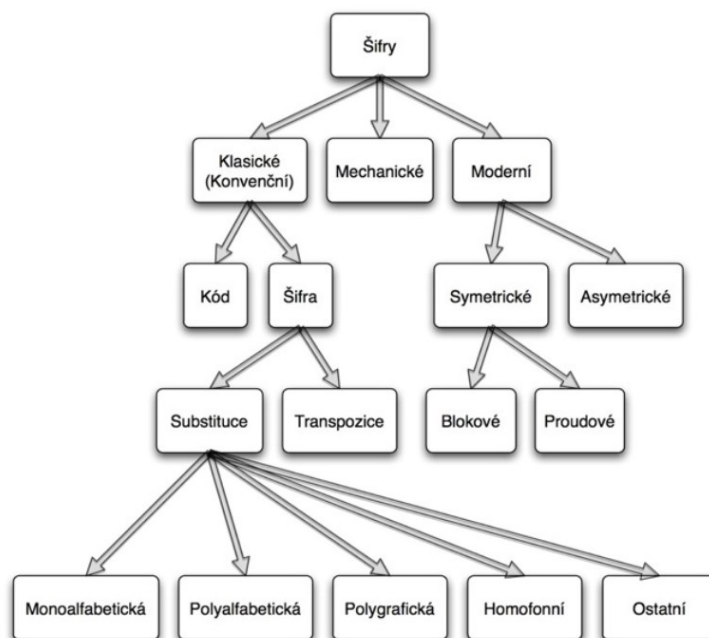 Šifry
Klasické
(Konvenční)
Mechanické
Moderní
Kód
Šifra
Symetrické
Asymetrické
Substituce
Transpozice
Blokové
Proudové
Monoalfabetická
Polyalfabetická
Polygrafická
Homofonní
Ostatní